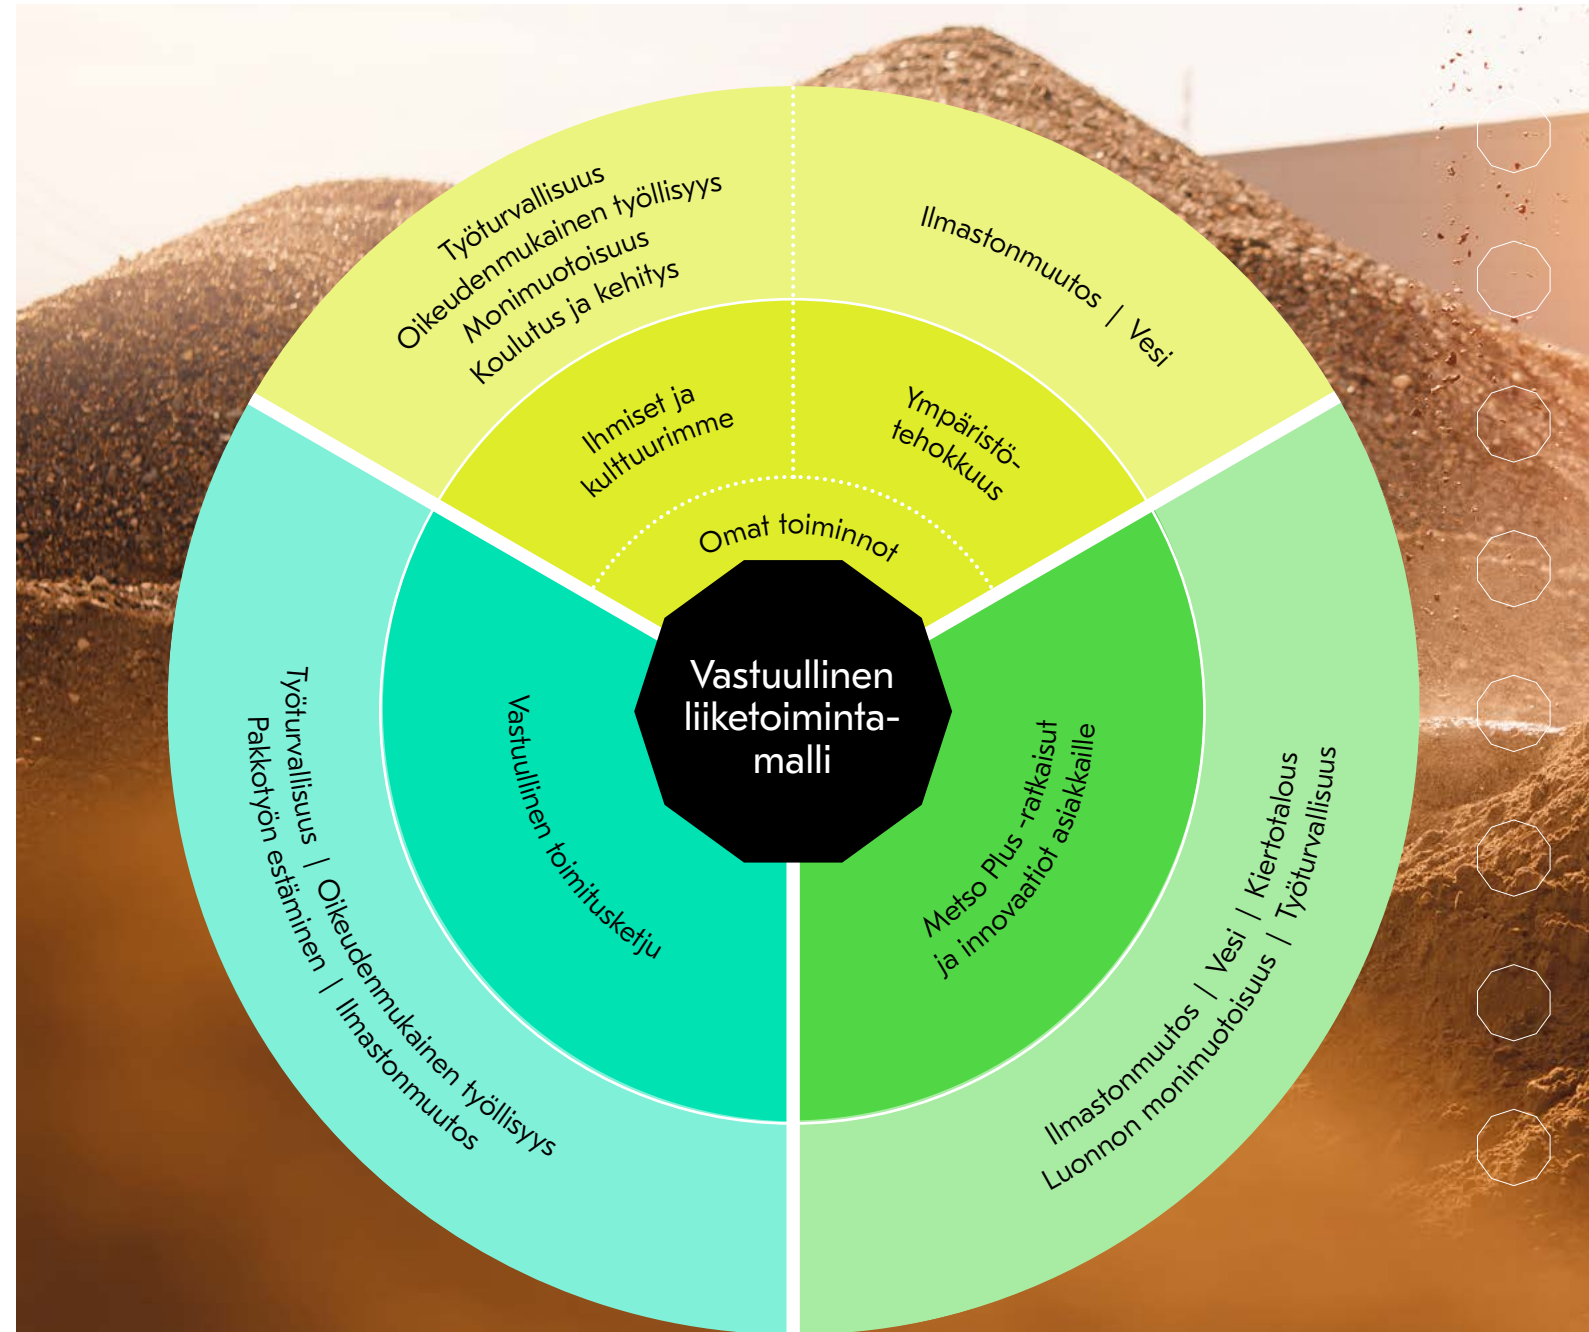 Työturvallisuus
Oikeudenmukainen työllisyys
Monimuotoisuus
Koulutus ja kehitys
Ilmastonmuutos | Vesi
Ihmiset ja
kulttuurimme
Ympäristö-
tehokkuus
Omat toiminnot
Vastuullinen
liiketoiminta-
malli
Vastuullinen toimitusketju
Työturvallisuus | Oikeudenmukainen työllisyys
Pakkotyön estäminen | Ilmastonmuutos
Metso Plus -ratkaisut
ja innovaatiot asiakkaille
Ilmastonmuutos | Vesi | Kiertotalous
Luonnon monimuotoisuus | Työturvallisuus